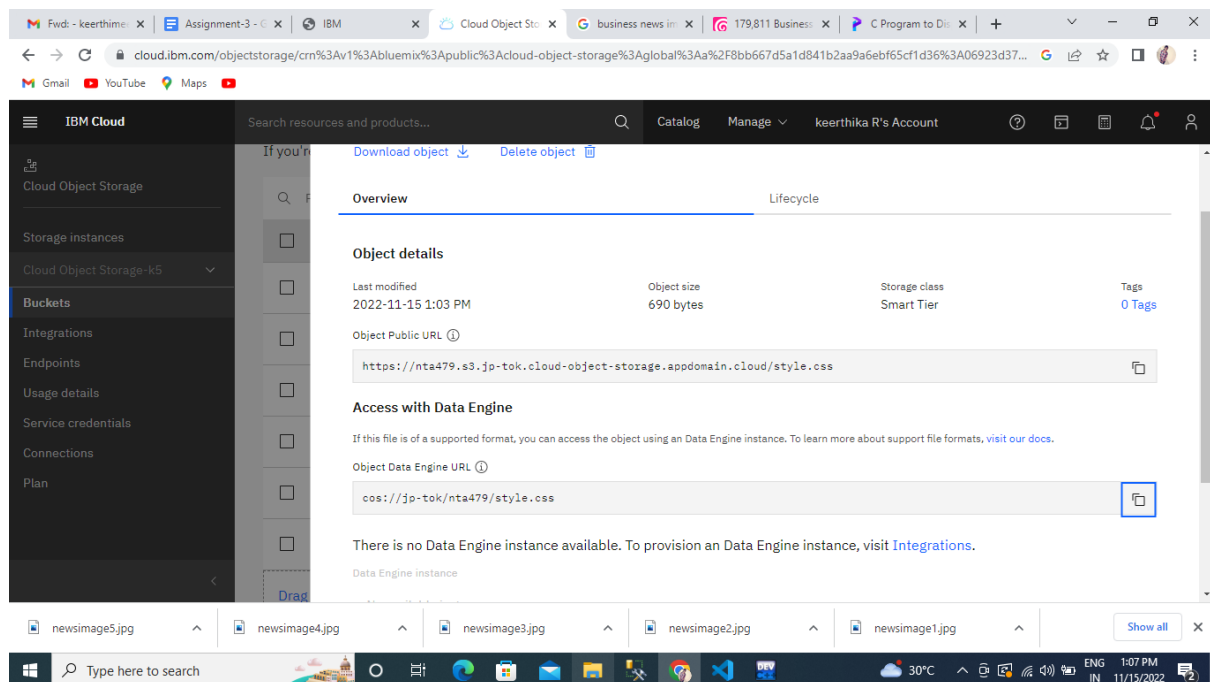 Fwd: - keerthime
Assignment-3 - G
IBM
Cloud Object Sto
business news im
179,811 Business
C Program to Dis
cloud.ibm.com/objectstorage/crn%3Av1%3Abluemix%3Apublic%3Acloud-object-storage%3Aglobal%3Aa%2F8bb667d5a1d841b2aa9a6ebf65cf1d36%3A06923d37...
Gmail YouTube Maps
IBM Cloud
Search resources and products...
Catalog Manage keerthika R's Account
Cloud Object Storage
Storage instances
Cloud Object Storage-k5
Buckets
Integrations
Endpoints
Usage details
Service credentials
Connections
Plan
If you're
Drag
Download object Delete object
Overview Lifecycle
Object details
Last modified Object size Storage class Tags
2022-11-15 1:03 PM 690 bytes Smart Tier 0 Tags
Object Public URL
https://nta479.s3.jp-tok.cloud-object-storage.appdomain.cloud/style.css
Access with Data Engine
If this file is of a supported format, you can access the object using an Data Engine instance. To learn more about support file formats, visit our docs.
Object Data Engine URL
cos://jp-tok/nta479/style.css
There is no Data Engine instance available. To provision an Data Engine instance, visit Integrations.
Data Engine instance
newsimage5.jpg newsimage4.jpg newsimage3.jpg newsimage2.jpg newsimage1.jpg Show all
Type here to search
30°C
ENG
IN
1:07 PM
11/15/2022